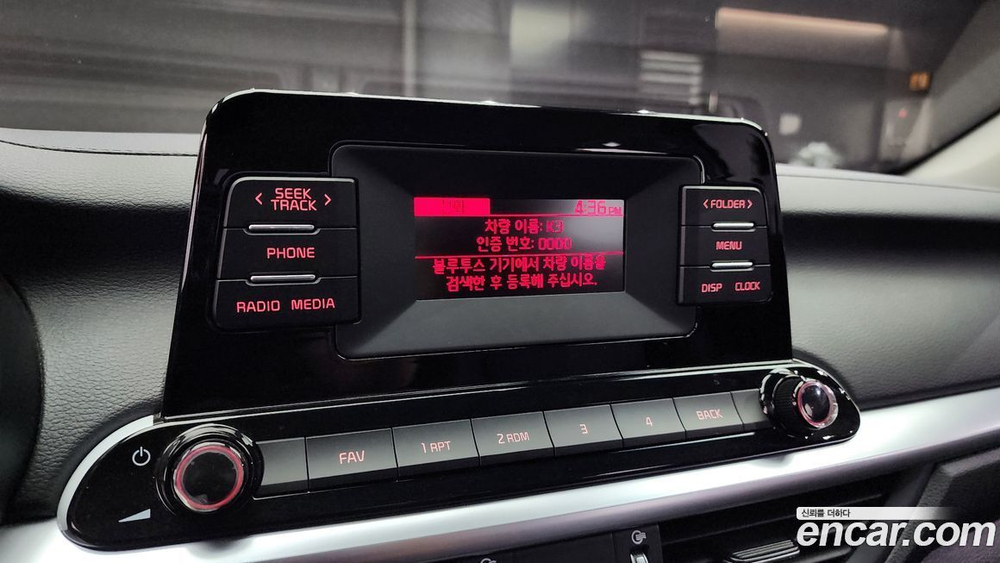 < SEEK >
TRACK
PHONE
RADIO MEDIA
4:36 PM
차량 이름: K3
인증 번호: 0000
블루투스 기기에서 차량 이름을
검색한 후 등록해 주십시오.
< FOLDER >
MENU
DISP CLOCK
FAV
1 RPT
2 RDM
3
4
BACK
신뢰를 더하다
encar.com